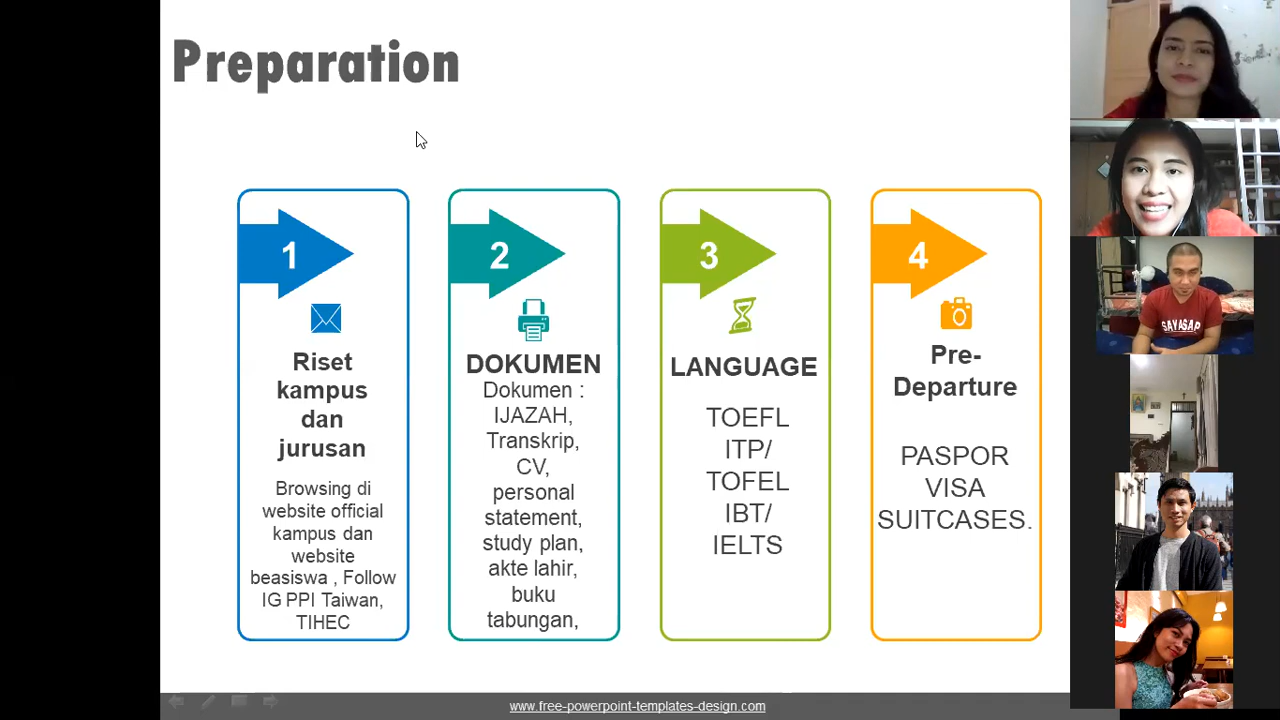 Preparation
1
Riset
kampus
dan
jurusan
Browsing di
website official
kampus dan
website
beasiswa , Follow
IG PPI Taiwan,
TIHEC
2
DOKUMEN
Dokumen :
IJAZAH,
Transkrip,
CV,
personal
statement,
study plan,
akte lahir,
buku
tabungan,
3
LANGUAGE
TOEFL
ITP/
TOFEL
IBT/
IELTS
4
Pre-
Departure
PASPOR
VISA
SUITCASES.
SAYASAP
www.free-powerpoint-templates-design.com